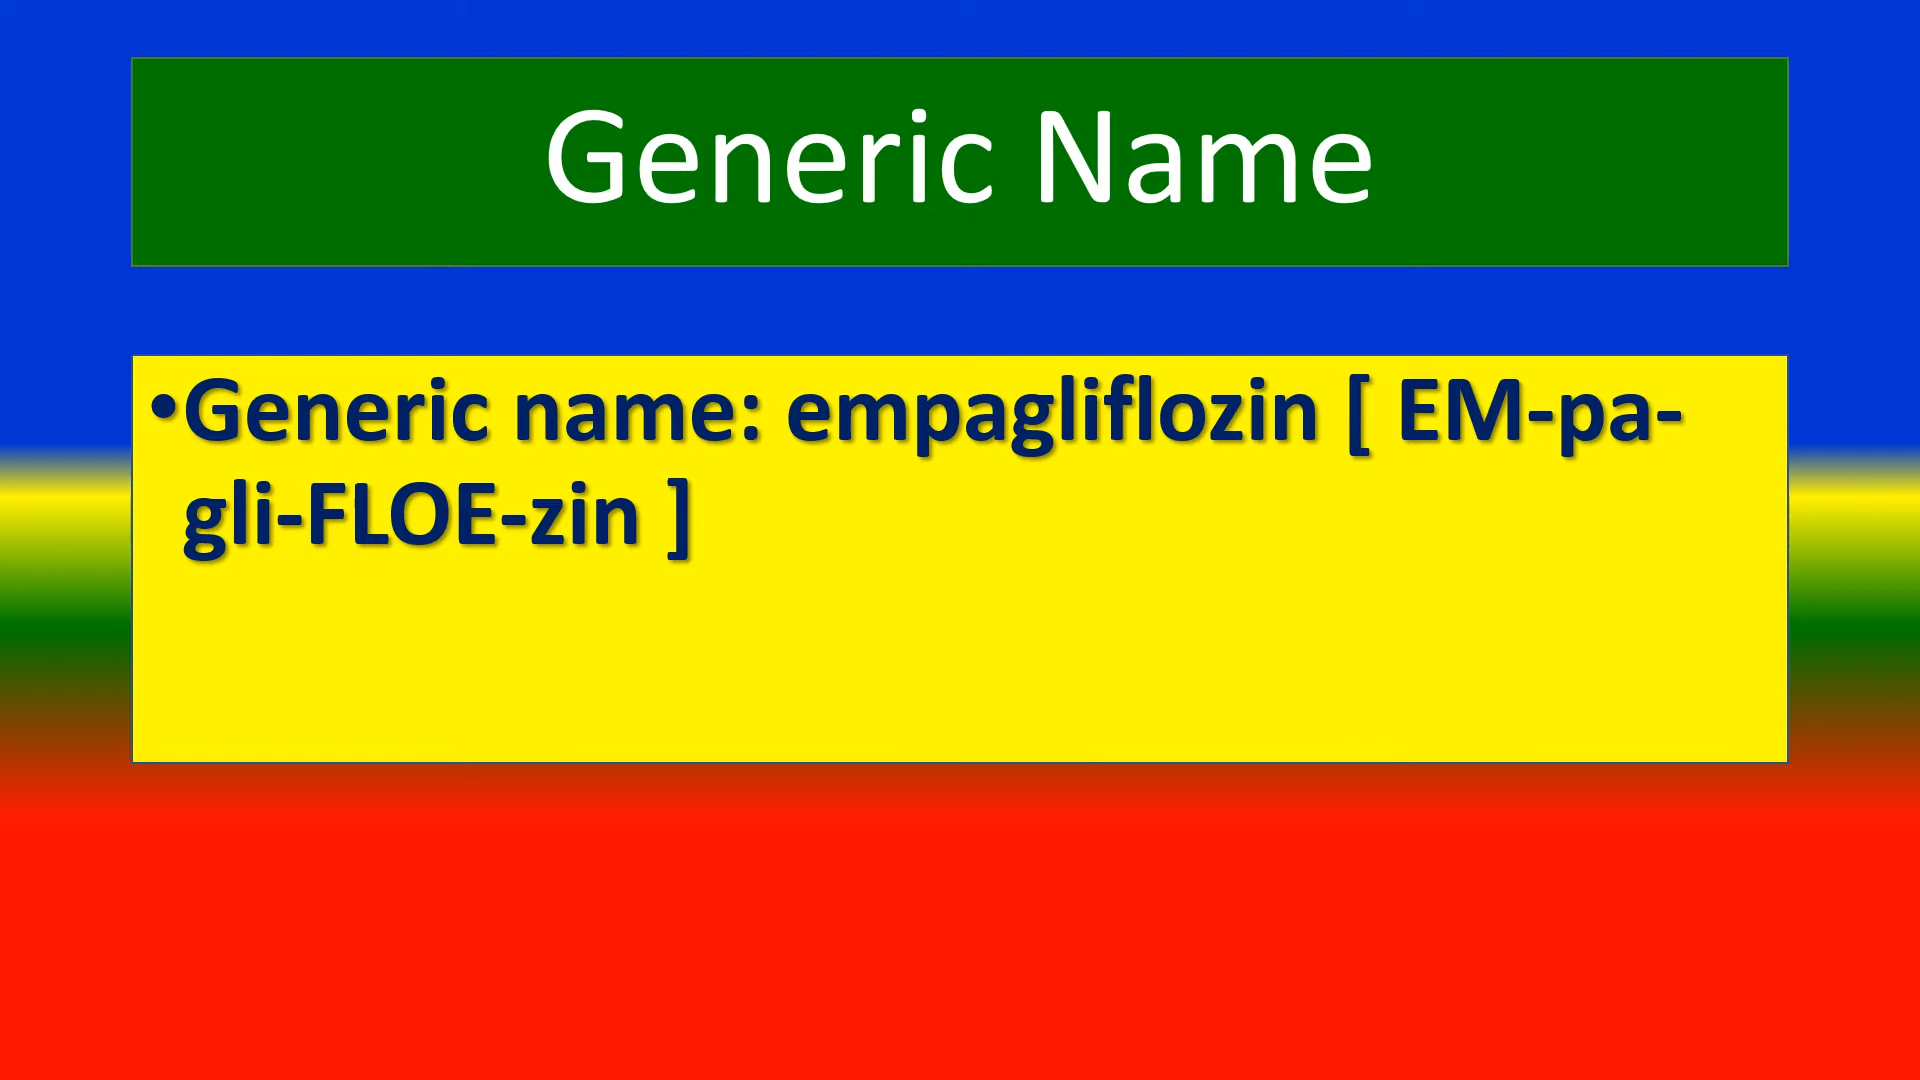 Generic Name
•Generic name: empagliflozin [ EM-pa-
gli-FLOE-zin ]